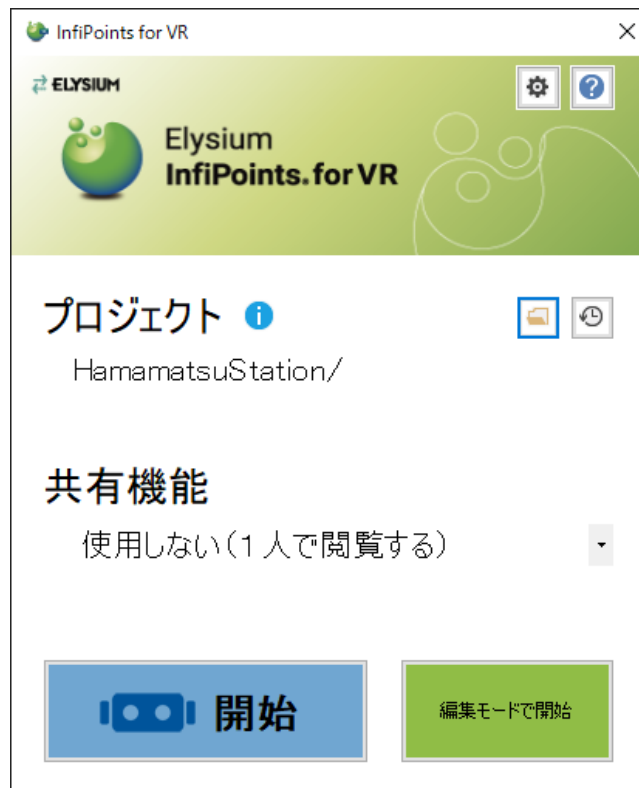 InfiPoints for VR
ELYSIUM
Elysium
InfiPoints.for VR
プロジェクト
HamamatsuStation/
共有機能
使用しない(1人で閲覧する)
開始
編集モードで開始